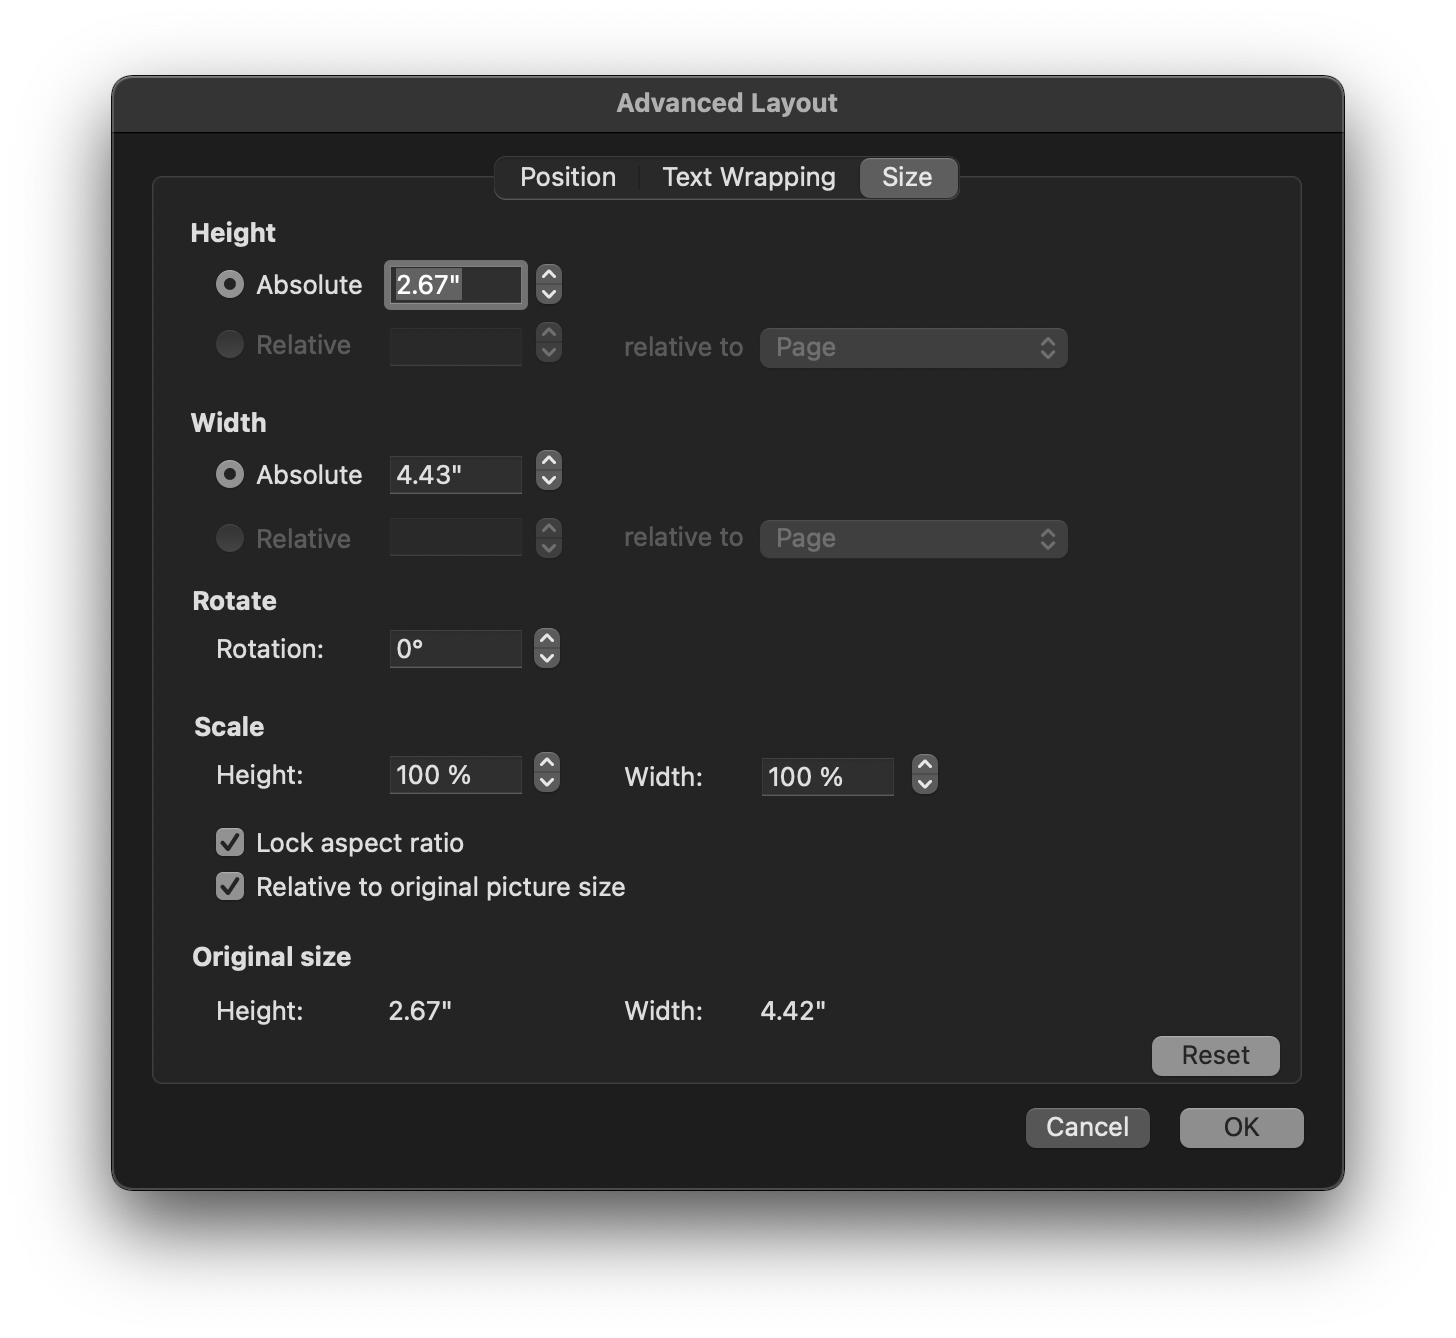 Advanced Layout
Position Text Wrapping Size
Height
Absolute 2.67"
Relative relative to Page
Width
Absolute 4.43"
Relative relative to Page
Rotate
Rotation: 0°
Scale
Height: 100 % Width: 100 %
Lock aspect ratio
Relative to original picture size
Original size
Height: 2.67" Width: 4.42"
Reset
Cancel OK